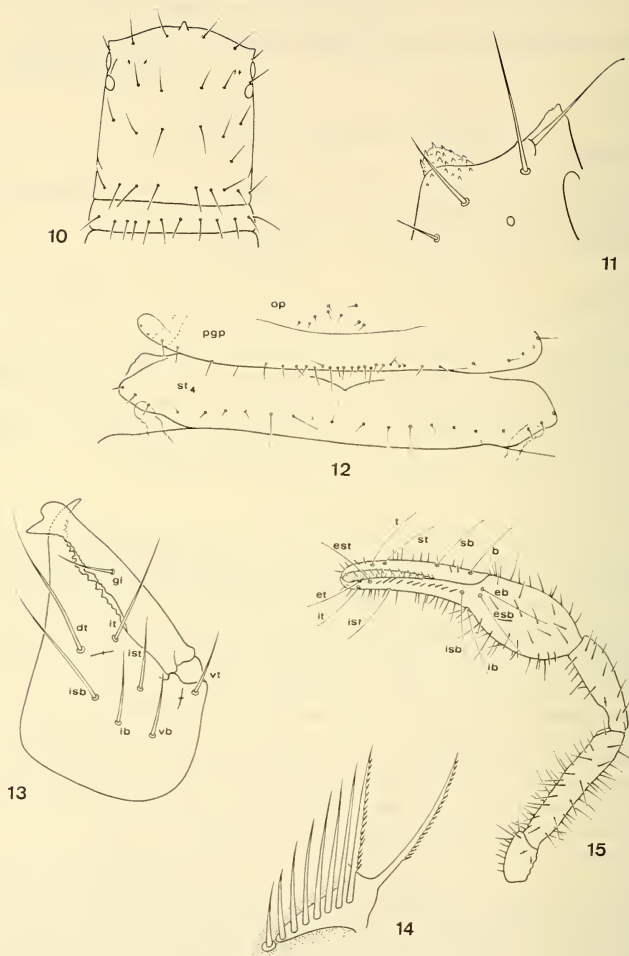 10
11
op
pgp
st4
12
gl
dt
it
ist
isb
ib
vb
vt
13
t
est
st
sb
b
et
eb
it
esb
ist
isb
ib
15
14